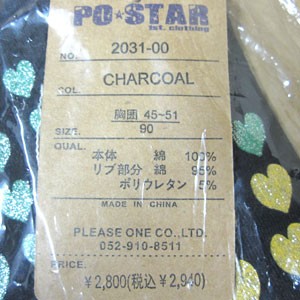 PO★STAR
1st. clothing
NO. 2031-00
COL. CHARCOAL
胸囲 45~51
SIZE. 90
QUAL.
本体 綿 100%
リブ部分 綿 95%
ポリウレタン 5%
MADE IN CHINA
PLEASE ONE CO.,LTD.
052-910-8511
PRICE.
¥2,800(税込¥2,940)